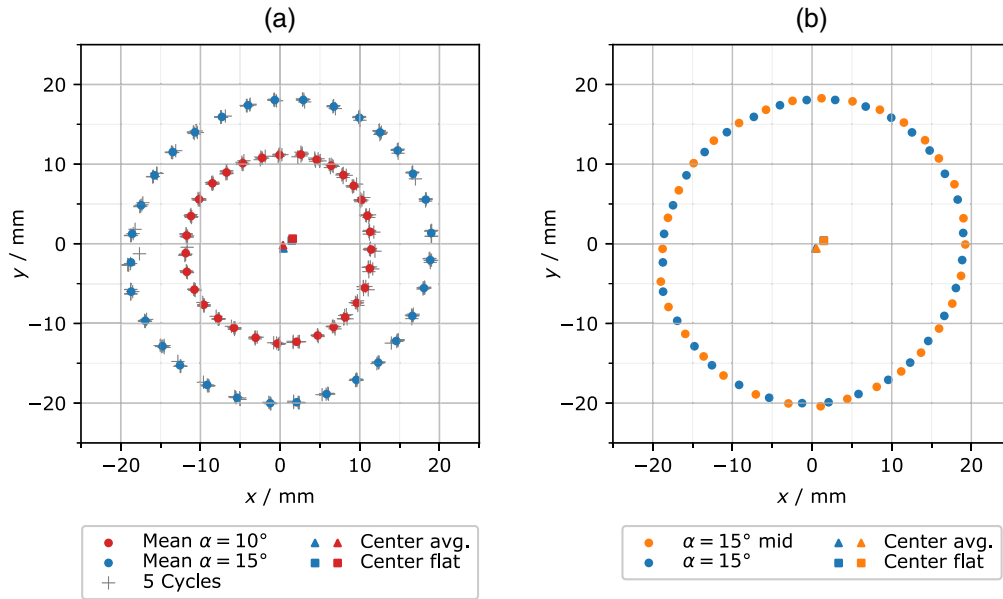 (a)
20
10
0
−10
−20
y / mm
−20 −10 0 10 20
x / mm
Mean α = 10°
Mean α = 15°
5 Cycles
Center avg.
Center flat
(b)
20
10
0
−10
−20
y / mm
−20 −10 0 10 20
x / mm
α = 15° mid
α = 15°
Center avg.
Center flat